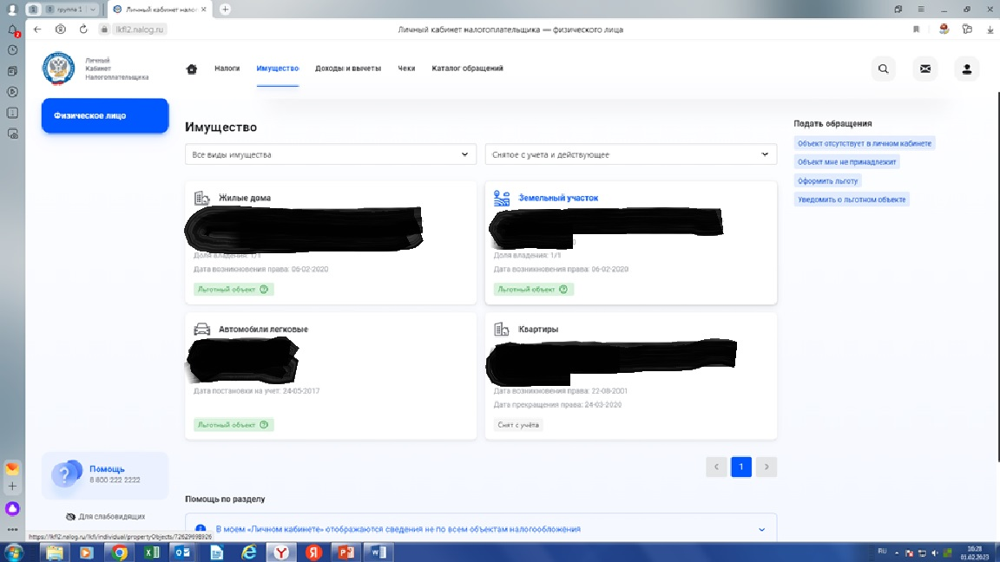 группа 1
Личный кабинет нало
2
lkfl2.nalog.ru
Личный кабинет налогоплательщика — физического лица
Личный
Кабинет
Налогоплательщика
Налоги
Имущество
Доходы и вычеты
Чеки
Каталог обращений
Физическое лицо
Имущество
Все виды имущества
Снятое с учета и действующее
Жилые дома
Доля владения: 1/1
Дата возникновения права: 06-02-2020
Льготный объект ?
Земельный участок
Доля владения: 1/1
Дата возникновения права: 06-02-2020
Льготный объект ?
Автомобили легковые
Дата постановки на учет: 24-05-2017
Льготный объект ?
Квартиры
Дата возникновения права: 22-08-2001
Дата прекращения права: 24-03-2020
Снят с учёта
1
Подать обращения
Объект отсутствует в личном кабинете
Объект мне не принадлежит
Оформить льготу
Уведомить о льготном объекте
Помощь
8 800 222 2222
Для слабовидящих
Помощь по разделу
В моем «Личном кабинете» отображаются сведения не по всем объектам налогообложения
https://lkfl2.nalog.ru/lkfl/individual/propertyObjects/72629698926
RU
16:28
01.02.2023